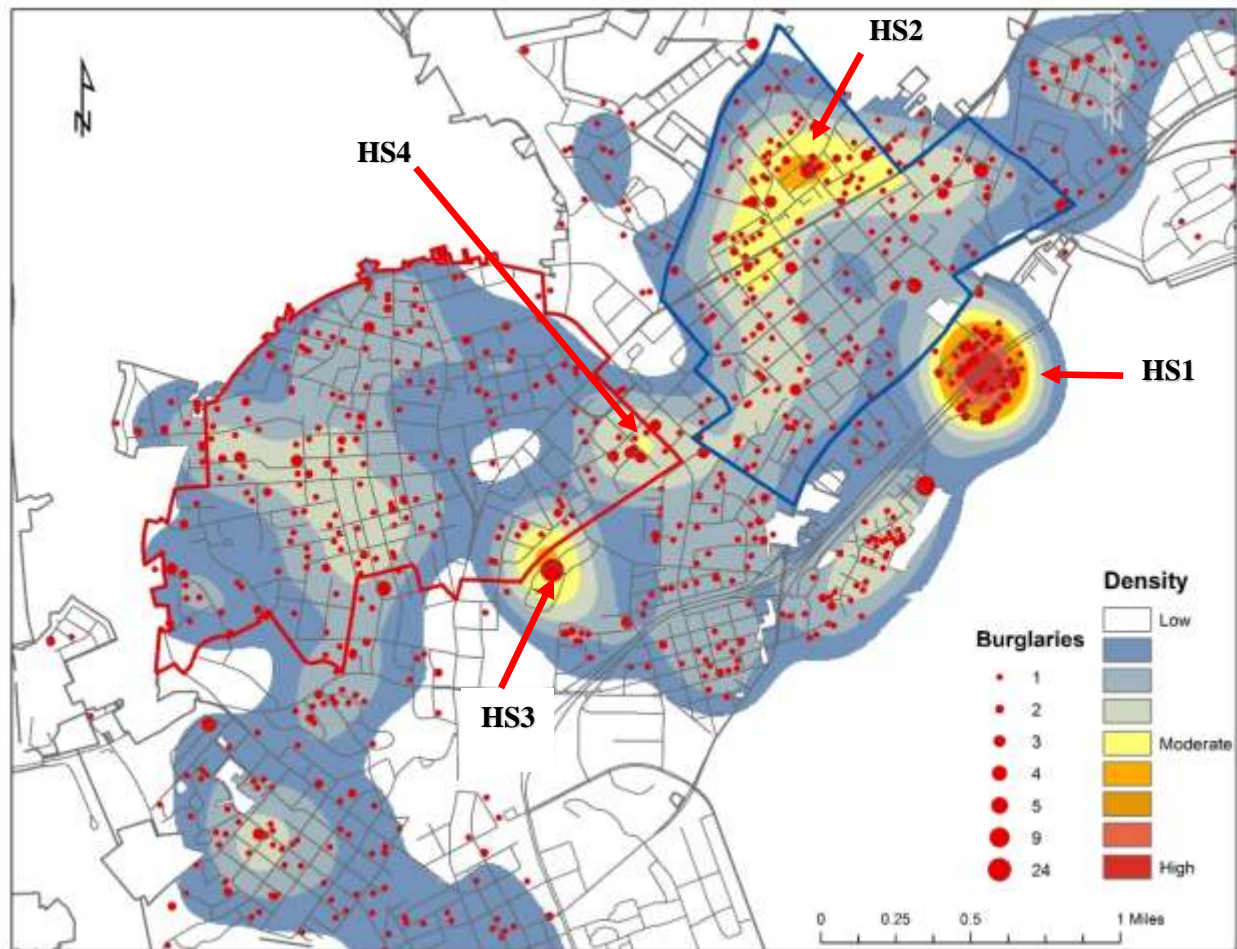 HS2
HS4
HS1
HS3
N
Density
Low
Moderate
High
Burglaries
1
2
3
4
5
9
24
0 0.25 0.5 1 Miles